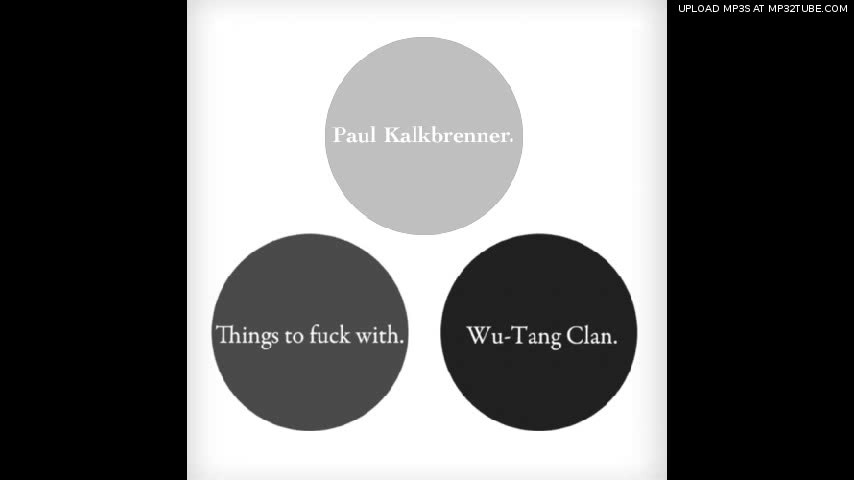 UPLOAD MP3S AT MP32TUBE.COM
Paul Kalkbrenner.
Things to fuck with.
Wu-Tang Clan.